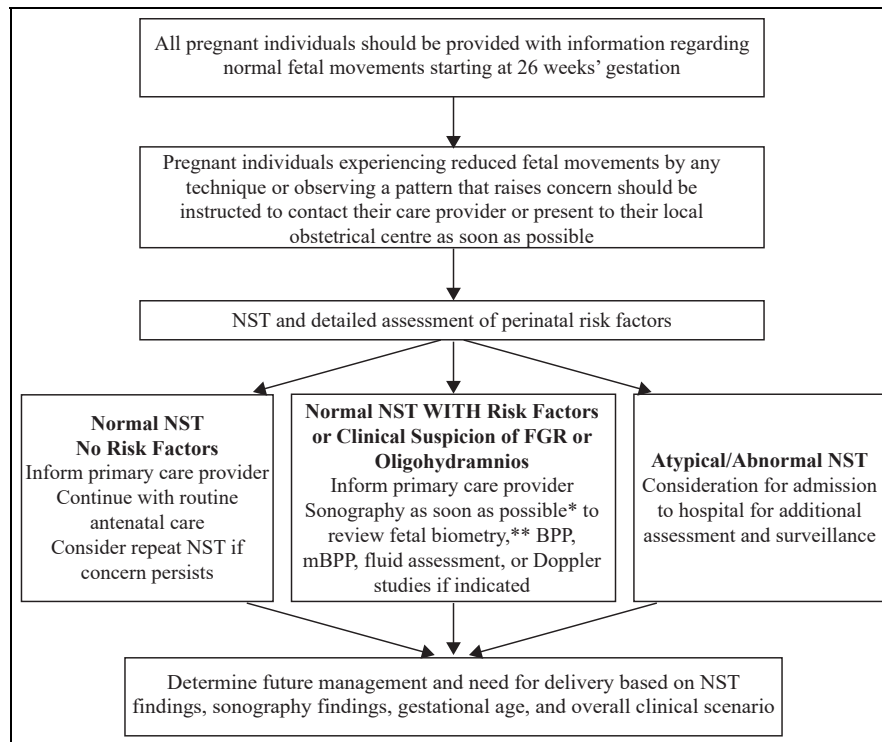 All pregnant individuals should be provided with information regarding
normal fetal movements starting at 26 weeks’ gestation
Pregnant individuals experiencing reduced fetal movements by any
technique or observing a pattern that raises concern should be
instructed to contact their care provider or present to their local
obstetrical centre as soon as possible
NST and detailed assessment of perinatal risk factors
Normal NST
No Risk Factors
Inform primary care provider
Continue with routine
antenatal care
Consider repeat NST if
concern persists
Normal NST WITH Risk Factors
or Clinical Suspicion of FGR or
Oligohydramnios
Inform primary care provider
Sonography as soon as possible* to
review fetal biometry,** BPP,
mBPP, fluid assessment, or Doppler
studies if indicated
Atypical/Abnormal NST
Consideration for admission
to hospital for additional
assessment and surveillance
Determine future management and need for delivery based on NST
findings, sonography findings, gestational age, and overall clinical scenario